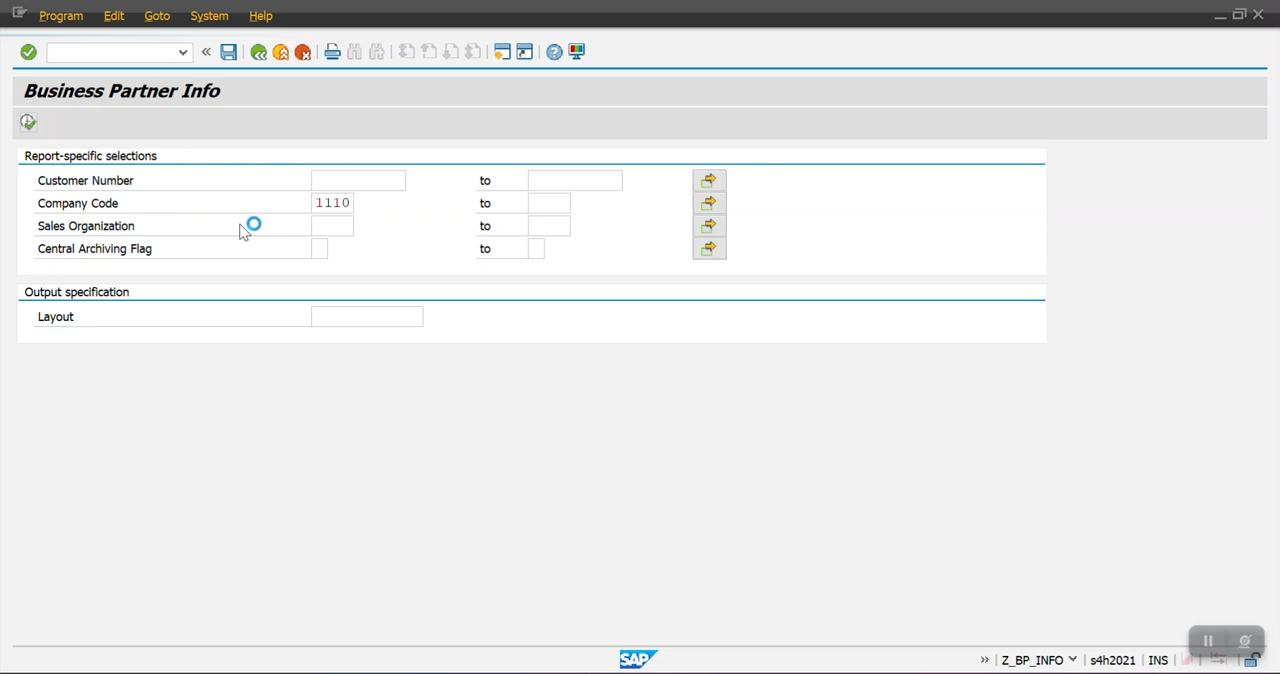 Program Edit Goto System Help
Business Partner Info
Report-specific selections
Customer Number to
Company Code 1110 to
Sales Organization to
Central Archiving Flag to
Output specification
Layout
SAP » Z_BP_INFO s4h2021 INS